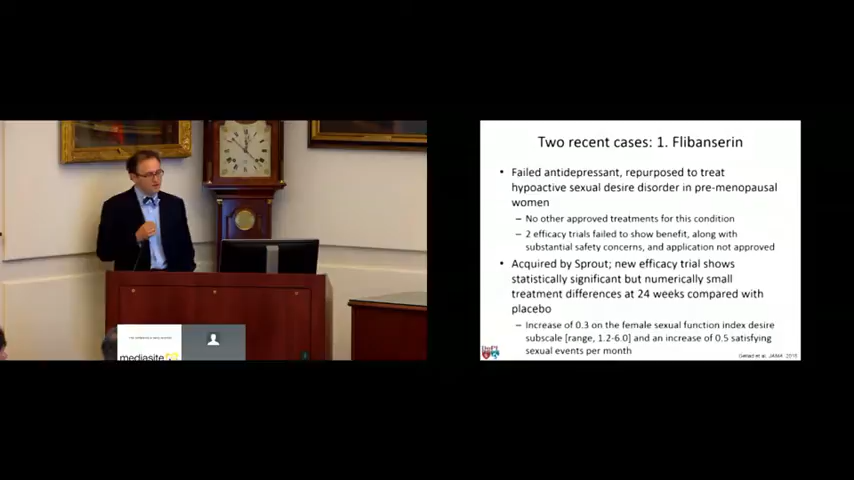 mediasite
Two recent cases: 1. Flibanserin
• Failed antidepressant, repurposed to treat
hypoactive sexual desire disorder in pre-menopausal
women
– No other approved treatments for this condition
– 2 efficacy trials failed to show benefit, along with
substantial safety concerns, and application not approved
• Acquired by Sprout; new efficacy trial shows
statistically significant but numerically small
treatment differences at 24 weeks compared with
placebo
– Increase of 0.3 on the female sexual function index desire
subscale [range, 1.2-6.0] and an increase of 0.5 satisfying
sexual events per month
et al. JAMA